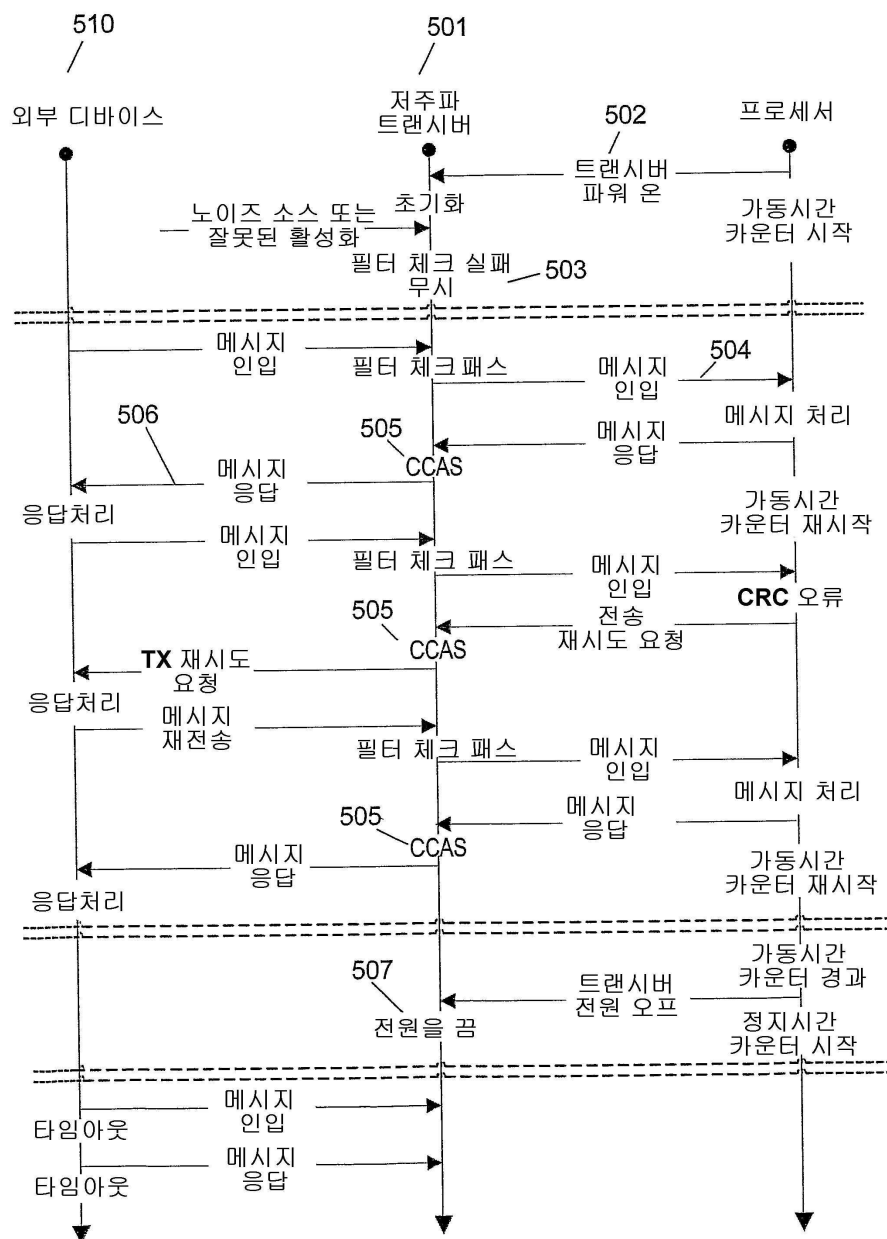 510
501
외부 디바이스
저주파
트랜시버
502
프로세서
트랜시버
파워 온
초기화
노이즈 소스 또는
잘못된 활성화
가동시간
카운터 시작
필터 체크 실패
무시
503
메시지
인입
필터 체크 패스
메시지
인입
504
메시지 처리
506
505
메시지
응답
CCAS
메시지
응답
응답처리
가동시간
카운터 재시작
메시지
인입
필터 체크 패스
메시지
인입
CRC 오류
505
전송
재시도 요청
CCAS
TX 재시도
요청
응답처리
메시지
재전송
필터 체크 패스
메시지
인입
메시지 처리
505
메시지
응답
CCAS
메시지
응답
가동시간
카운터 재시작
응답처리
가동시간
카운터 경과
507
트랜시버
전원 오프
전원을 끔
정지시간
카운터 시작
메시지
인입
타임아웃
메시지
응답
타임아웃